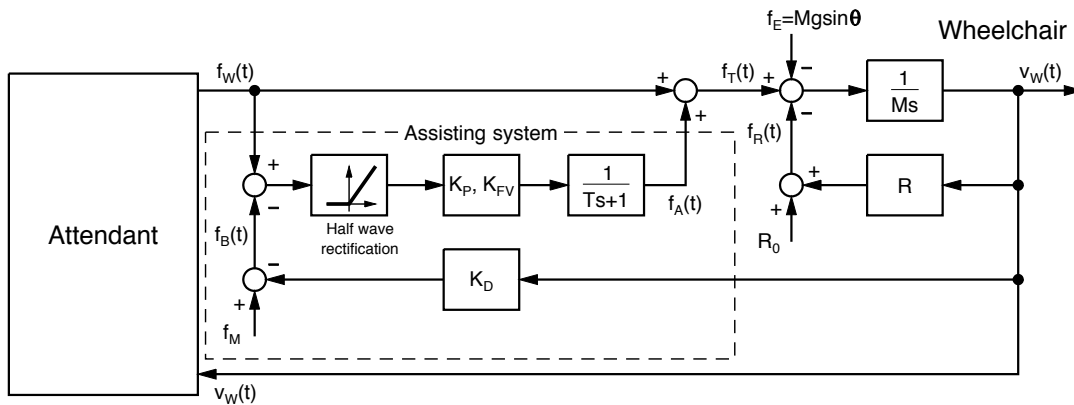 f_E=Mgsinθ
Wheelchair
f_W(t)
f_T(t)
v_W(t)
+
+
+
−
−
1
Ms
Assisting system
f_R(t)
Attendant
+
−
K_P, K_FV
1
Ts+1
f_A(t)
+
+
R
f_B(t)
Half wave
rectification
R_0
−
+
K_D
f_M
v_W(t)